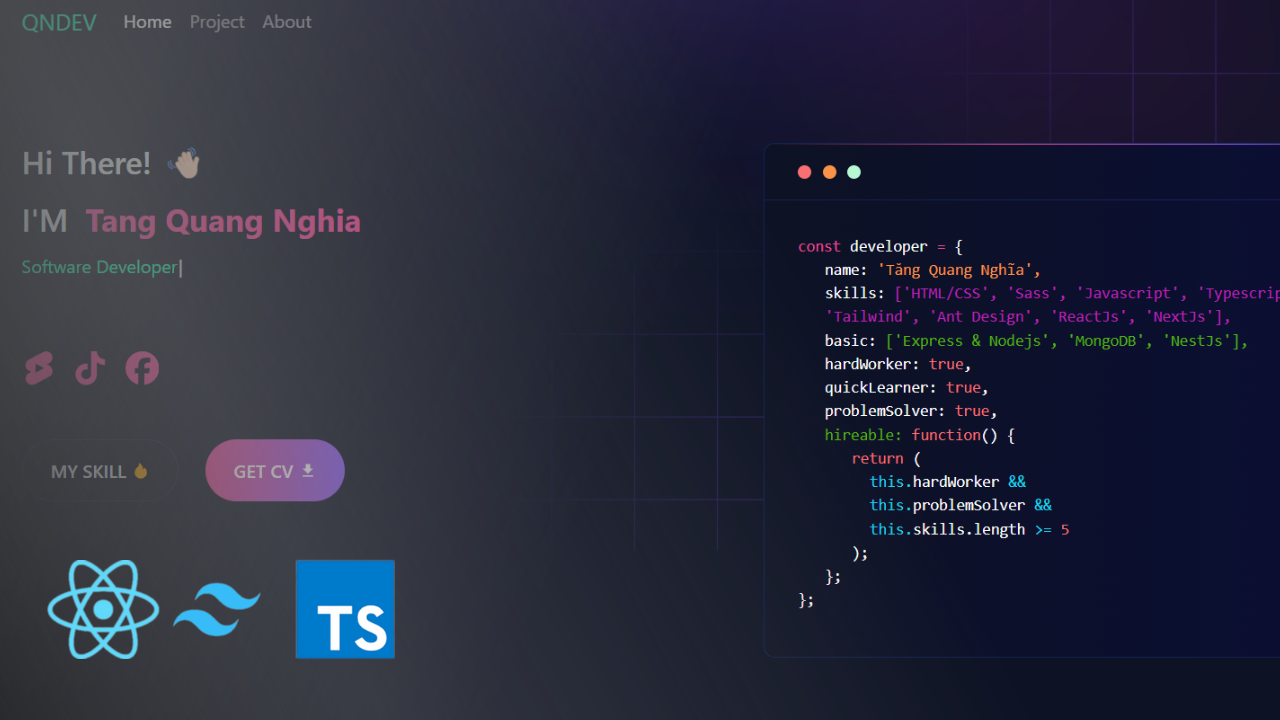 QNDEV Home Project About
Hi There!
I'M Tang Quang Nghia
Software Developer|
MY SKILL
GET CV
TS
const developer = {
name: 'Tăng Quang Nghĩa',
skills: ['HTML/CSS', 'Sass', 'Javascript', 'Typescrip
'Tailwind', 'Ant Design', 'ReactJs', 'NextJs'],
basic: ['Express & Nodejs', 'MongoDB', 'NestJs'],
hardWorker: true,
quickLearner: true,
problemSolver: true,
hireable: function() {
return (
this.hardWorker &&
this.problemSolver &&
this.skills.length >= 5
);
};
};